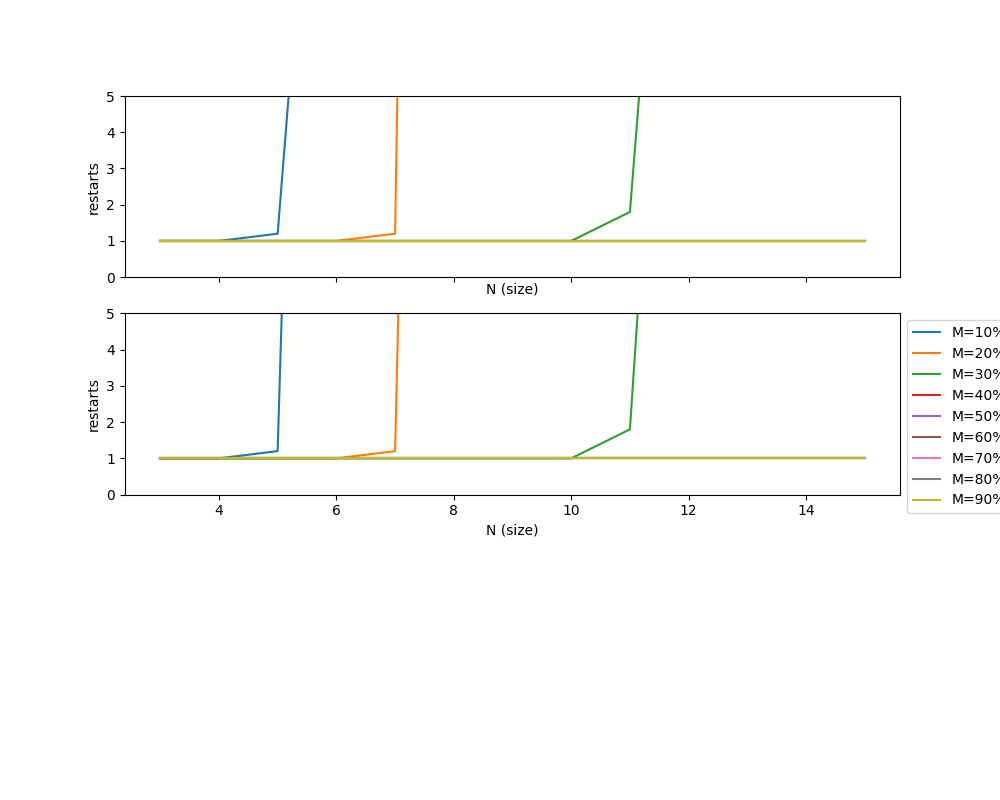 5
4
3
2
1
0
restarts
N (size)
5
4
3
2
1
0
restarts
4 6 8 10 12 14
N (size)
M=10%
M=20%
M=30%
M=40%
M=50%
M=60%
M=70%
M=80%
M=90%